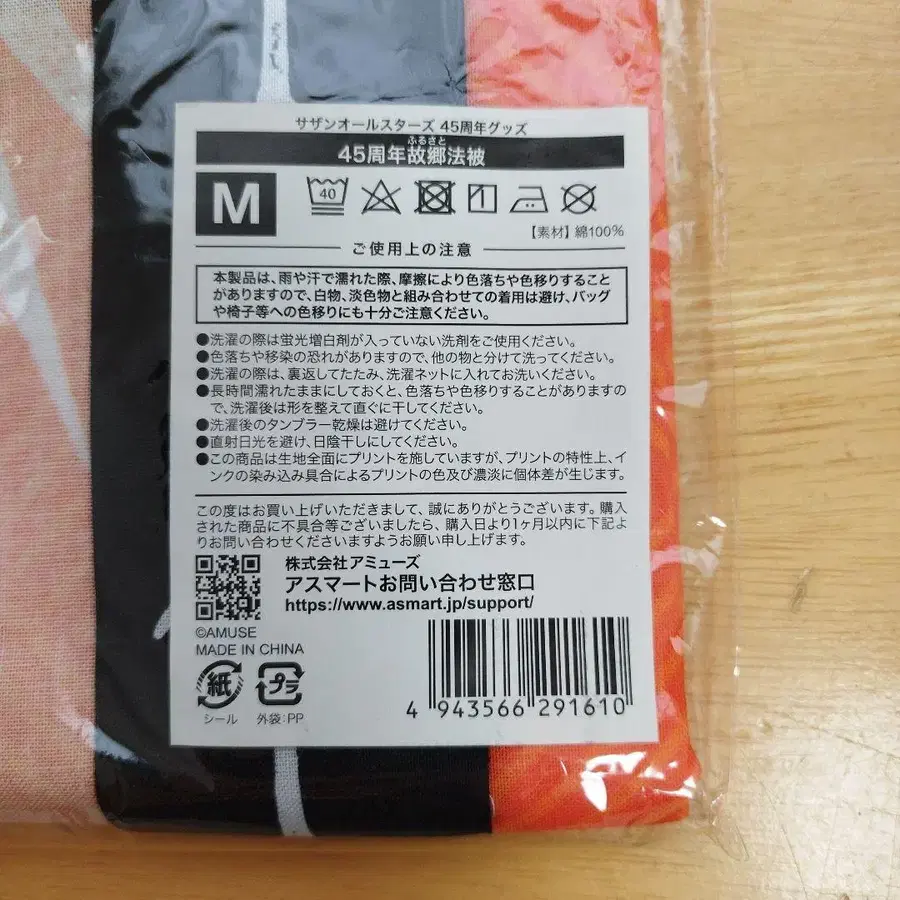 サザンオールスターズ 45周年グッズ
ふるさと
45周年故郷法被
M
40
【素材】綿100%
ご使用上の注意
本製品は、雨や汗で濡れた際、摩擦により色落ちや色移りすること
がありますので、白物、淡色物と組み合わせての着用は避け、バッグ
や椅子等への色移りにも十分ご注意ください。
●洗濯の際は蛍光増白剤が入っていない洗剤をご使用ください。
●色落ちや移染の恐れがありますので、他の物と分けて洗ってください。
●洗濯の際は、裏返してたたみ、洗濯ネットに入れてお洗いください。
●長時間濡れたままにしておくと、色落ちや色移りすることがありますの
で、洗濯後は形を整えて直ぐに干してください。
●洗濯後のタンブラー乾燥は避けてください。
●直射日光を避け、日陰干しにしてください。
●この商品は生地全面にプリントを施していますが、プリントの特性上、イ
ンクの染み込み具合によるプリントの色及び濃淡に個体差が生じます。
この度はお買い上げいただきまして、誠にありがとうございます。購入
された商品に不具合等ございましたら、購入日より1ヶ月以内に下記よ
りお問い合わせくださいますようお願い申し上げます。
株式会社アミューズ
アスマートお問い合わせ窓口
https://www.asmart.jp/support/
©AMUSE
MADE IN CHINA
紙
シール
プラ
外袋:PP
4 943566 291610